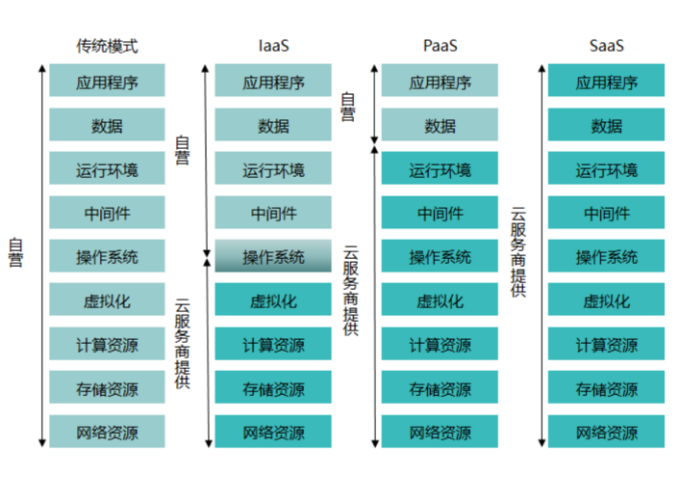 传统模式
IaaS
PaaS
SaaS
自营
应用程序
数据
运行环境
中间件
操作系统
虚拟化
计算资源
存储资源
网络资源
自营
云服务商提供
应用程序
数据
运行环境
中间件
操作系统
虚拟化
计算资源
存储资源
网络资源
自营
云服务商提供
应用程序
数据
运行环境
中间件
操作系统
虚拟化
计算资源
存储资源
网络资源
云服务商提供
应用程序
数据
运行环境
中间件
操作系统
虚拟化
计算资源
存储资源
网络资源